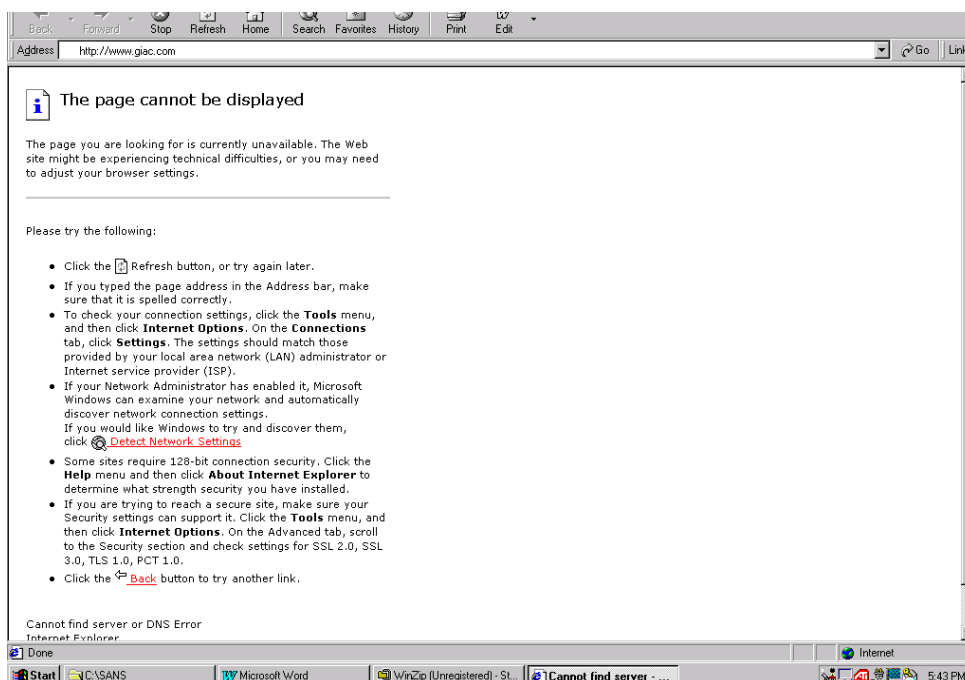 Back Forward Stop Refresh Home Search Favorites History Print Edit
Address http://www.giac.com Go Link
The page cannot be displayed
The page you are looking for is currently unavailable. The Web
site might be experiencing technical difficulties, or you may need
to adjust your browser settings.
Please try the following:
Click the Refresh button, or try again later.
If you typed the page address in the Address bar, make
sure that it is spelled correctly.
To check your connection settings, click the Tools menu,
and then click Internet Options. On the Connections
tab, click Settings. The settings should match those
provided by your local area network (LAN) administrator or
Internet service provider (ISP).
If your Network Administrator has enabled it, Microsoft
Windows can examine your network and automatically
discover network connection settings.
If you would like Windows to try and discover them,
click Detect Network Settings
Some sites require 128-bit connection security. Click the
Help menu and then click About Internet Explorer to
determine what strength security you have installed.
If you are trying to reach a secure site, make sure your
Security settings can support it. Click the Tools menu, and
then click Internet Options. On the Advanced tab, scroll
to the Security section and check settings for SSL 2.0, SSL
3.0, TLS 1.0, PCT 1.0.
Click the Back button to try another link.
Cannot find server or DNS Error
Internet Explorer
Done Internet
Start C:\SANS Microsoft Word WinZip (Unregistered) - St... Cannot find server - ... 5:43 PM